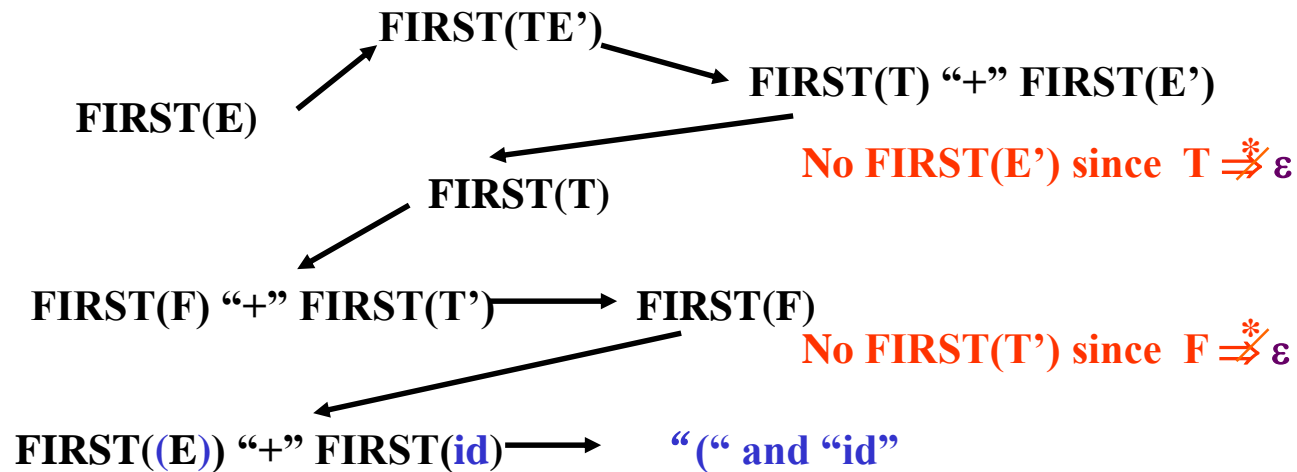 FIRST(TE’)
FIRST(T) “+” FIRST(E’)
FIRST(E)
No FIRST(E’) since T ⇏* ε
FIRST(T)
FIRST(F) “+” FIRST(T’)
FIRST(F)
No FIRST(T’) since F ⇏* ε
FIRST((E)) “+” FIRST(id)
“(“ and “id”